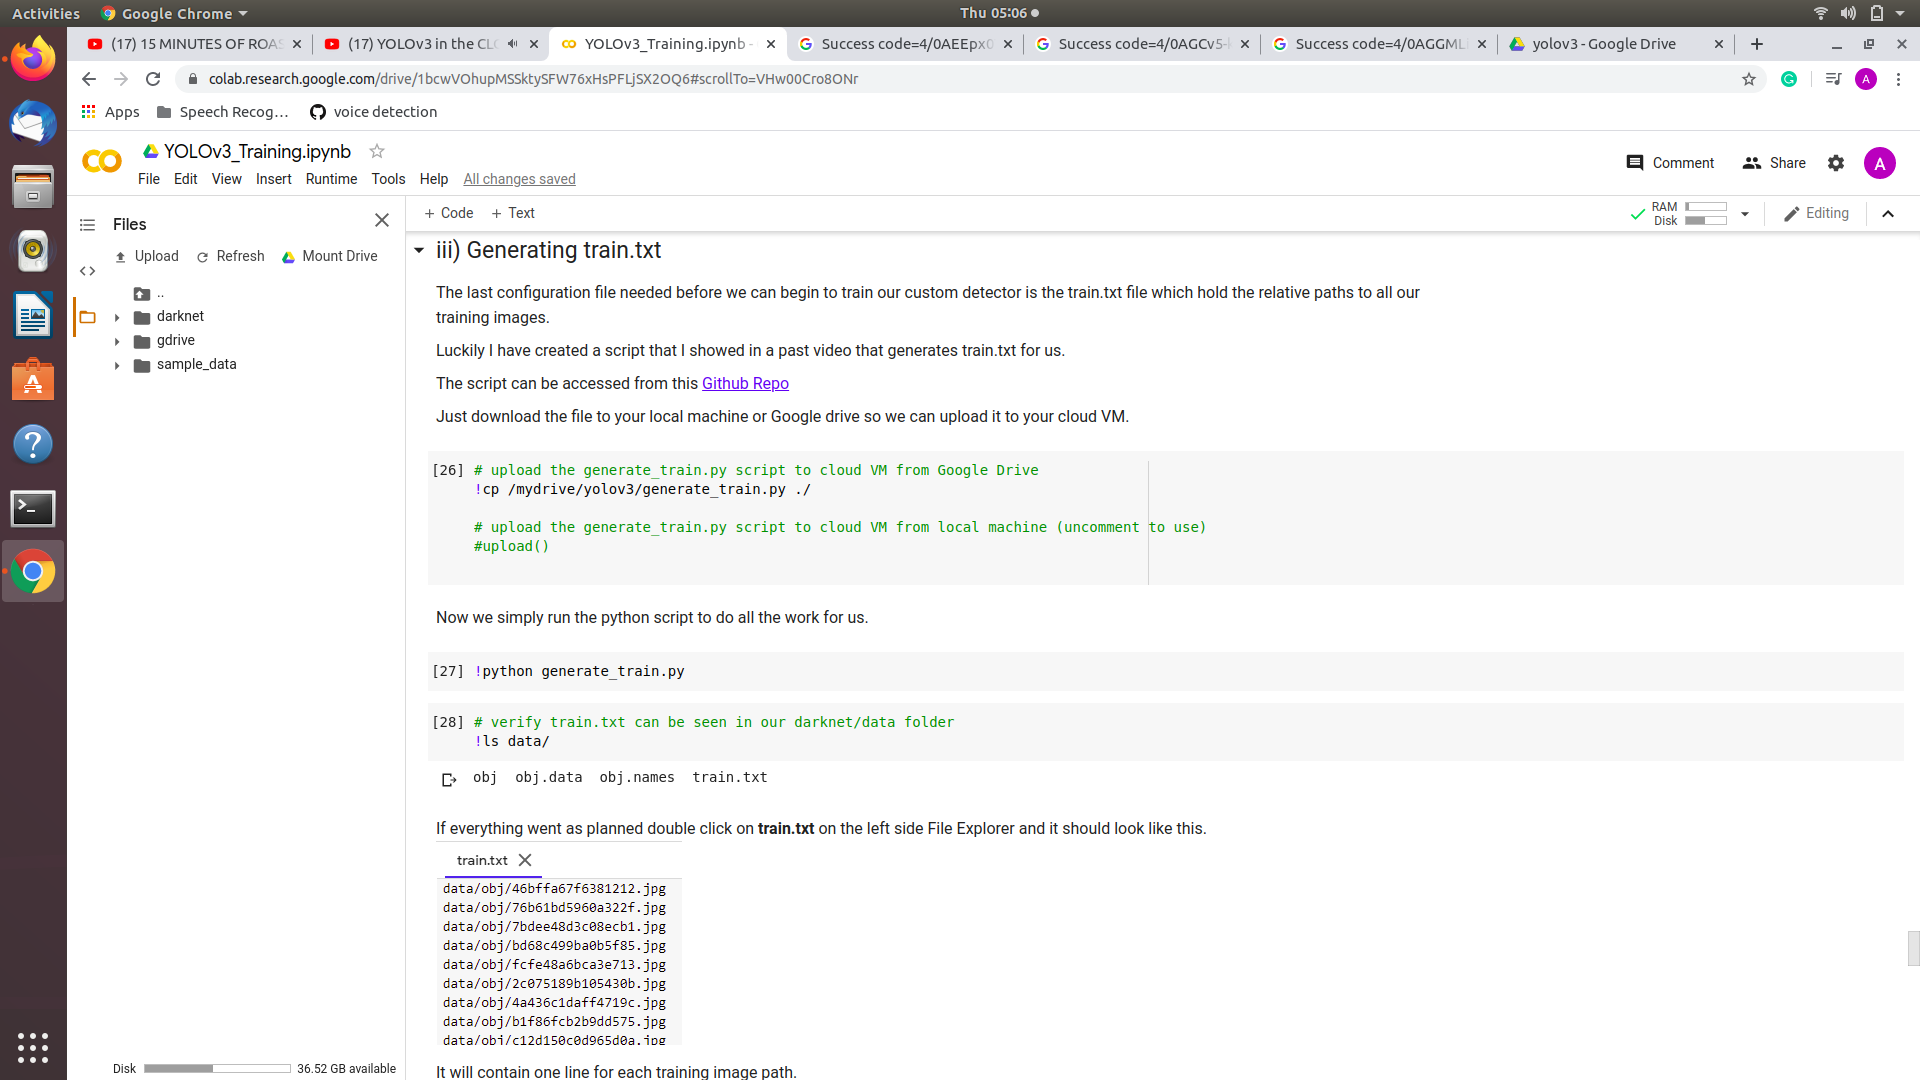 Activities Google Chrome Thu 05:06
(17) 15 MINUTES OF ROAS
(17) YOLOv3 in the CLO
YOLOv3_Training.ipynb -
Success code=4/0AEEpx0
Success code=4/0AGCv5-
Success code=4/0AGGML
yolov3 - Google Drive
colab.research.google.com/drive/1bcwVOhupMSSktySFW76xHsPFLjSX2OQ6#scrollTo=VHw00Cro8ONr
A
Apps Speech Recog… voice detection
YOLOv3_Training.ipynb
Comment Share A
File Edit View Insert Runtime Tools Help All changes saved
Files
Upload Refresh Mount Drive
..
darknet
gdrive
sample_data
Disk 36.52 GB available
+ Code + Text
RAM
Disk
Editing
iii) Generating train.txt
The last configuration file needed before we can begin to train our custom detector is the train.txt file which hold the relative paths to all our
training images.
Luckily I have created a script that I showed in a past video that generates train.txt for us.
The script can be accessed from this Github Repo
Just download the file to your local machine or Google drive so we can upload it to your cloud VM.
[26] # upload the generate_train.py script to cloud VM from Google Drive
!cp /mydrive/yolov3/generate_train.py ./
# upload the generate_train.py script to cloud VM from local machine (uncomment to use)
#upload()
Now we simply run the python script to do all the work for us.
[27] !python generate_train.py
[28] # verify train.txt can be seen in our darknet/data folder
!ls data/
obj obj.data obj.names train.txt
If everything went as planned double click on train.txt on the left side File Explorer and it should look like this.
train.txt
data/obj/46bffa67f6381212.jpg
data/obj/76b61bd5960a322f.jpg
data/obj/7bdee48d3c08ecb1.jpg
data/obj/bd68c499ba0b5f85.jpg
data/obj/fcfe48a6bca3e713.jpg
data/obj/2c075189b105430b.jpg
data/obj/4a436c1daff4719c.jpg
data/obj/b1f86fcb2b9dd575.jpg
data/obj/c12d150c0d965d0a.jpg
It will contain one line for each training image path.